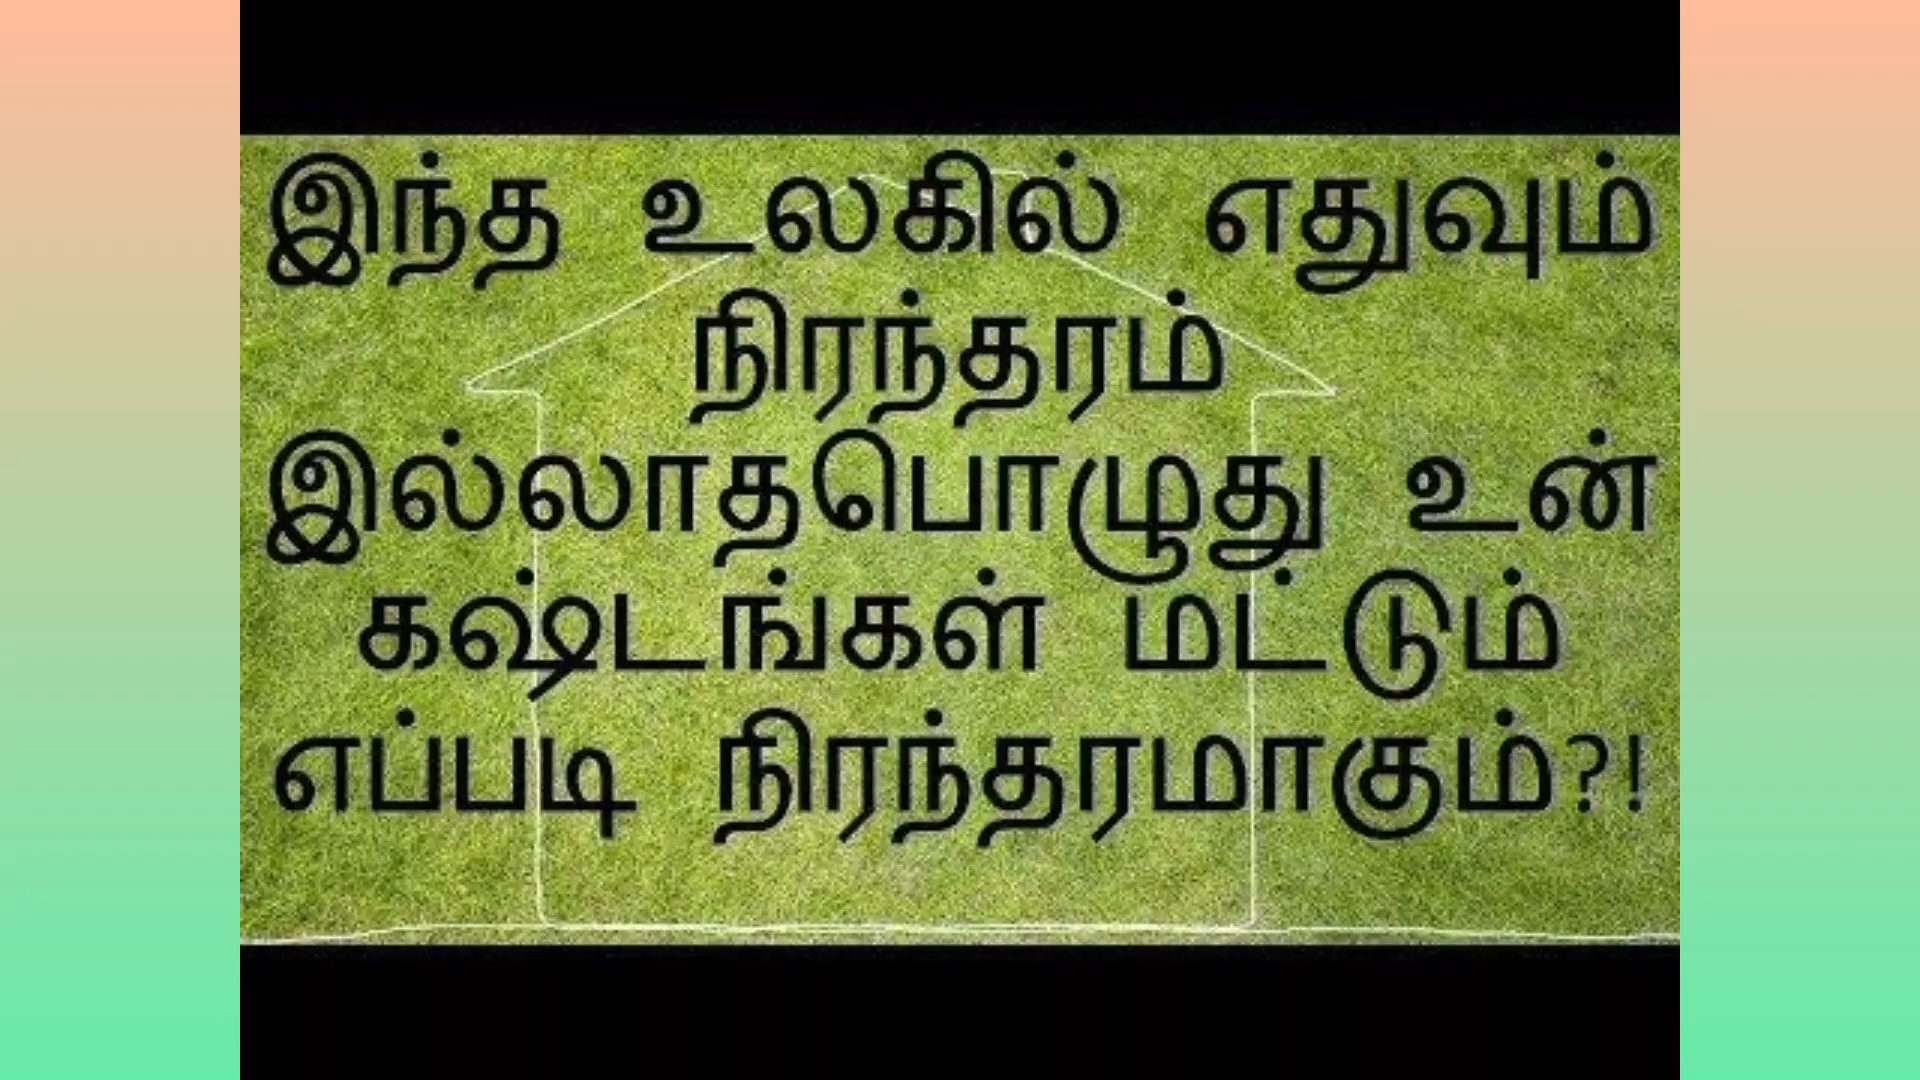 இந்த உலகில் எதுவும்
நிரந்தரம்
இல்லாதபொழுது உன்
கஷ்டங்கள் மட்டும்
எப்படி நிரந்தரமாகும்?!